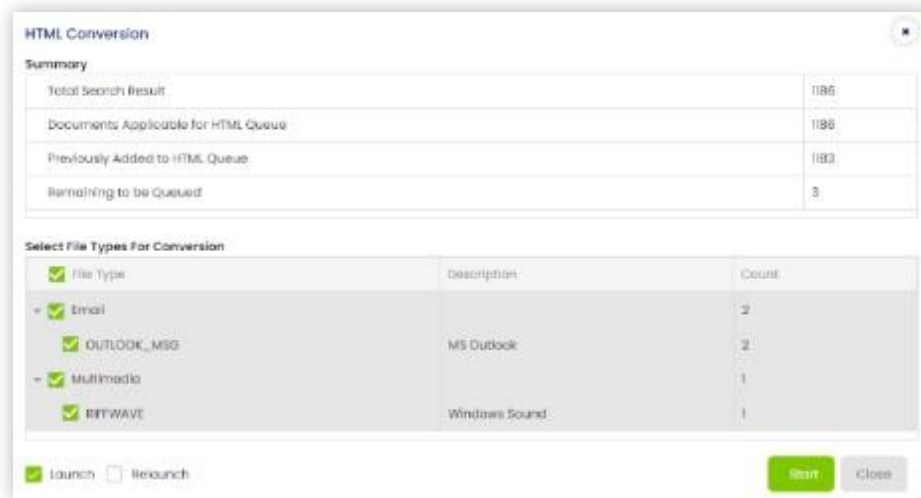 HTML Conversion
Summary
Total Search Result 1186
Documents Applicable for HTML Queue 1186
Previously Added to HTML Queue 1183
Remaining to be Queued 3
Select File Types For Conversion
File Type Description Count
Email 2
OUTLOOK_MSG MS Outlook 2
Multimedia 1
RIFFWAVE Windows Sound 1
Launch Relaunch Start Close